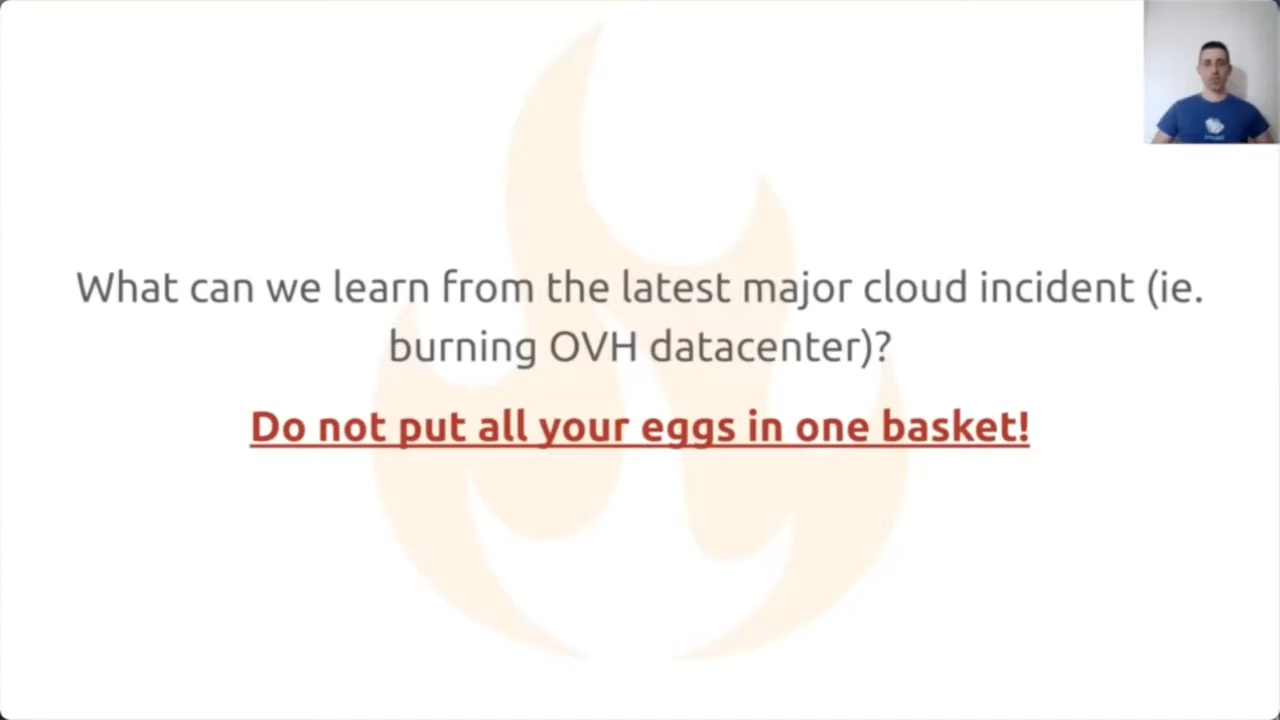 What can we learn from the latest major cloud incident (ie.
burning OVH datacenter)?
Do not put all your eggs in one basket!